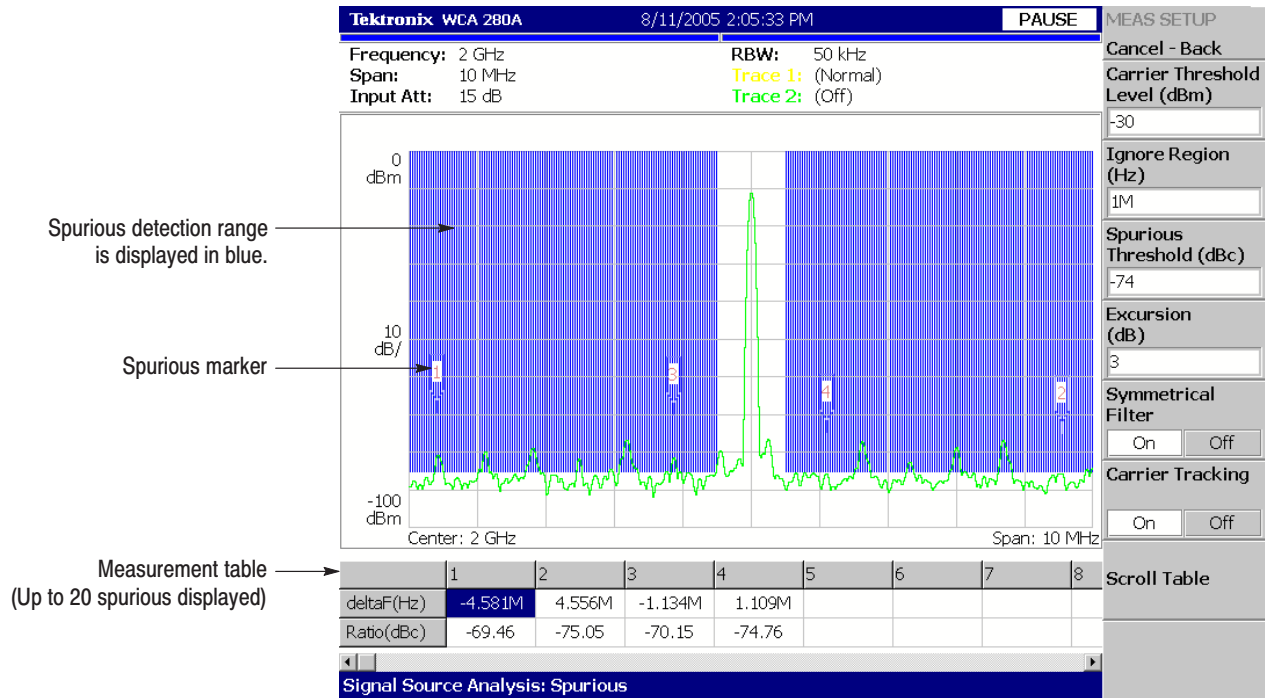 Tektronix WCA 280A 8/11/2005 2:05:33 PM PAUSE
Frequency: 2 GHz RBW: 50 kHz
Span: 10 MHz Trace 1: (Normal)
Input Att: 15 dB Trace 2: (Off)
0
dBm
10
dB/
-100
dBm
1
3
4
2
Center: 2 GHz Span: 10 MHz
Spurious detection range
is displayed in blue.
Spurious marker
Measurement table
(Up to 20 spurious displayed)
1 2 3 4 5 6 7 8
deltaF(Hz) -4.581M 4.556M -1.134M 1.109M
Ratio(dBc) -69.46 -75.05 -70.15 -74.76
Signal Source Analysis: Spurious
MEAS SETUP
Cancel - Back
Carrier Threshold
Level (dBm)
-30
Ignore Region
(Hz)
1M
Spurious
Threshold (dBc)
-74
Excursion
(dB)
3
Symmetrical
Filter
On Off
Carrier Tracking
On Off
Scroll Table